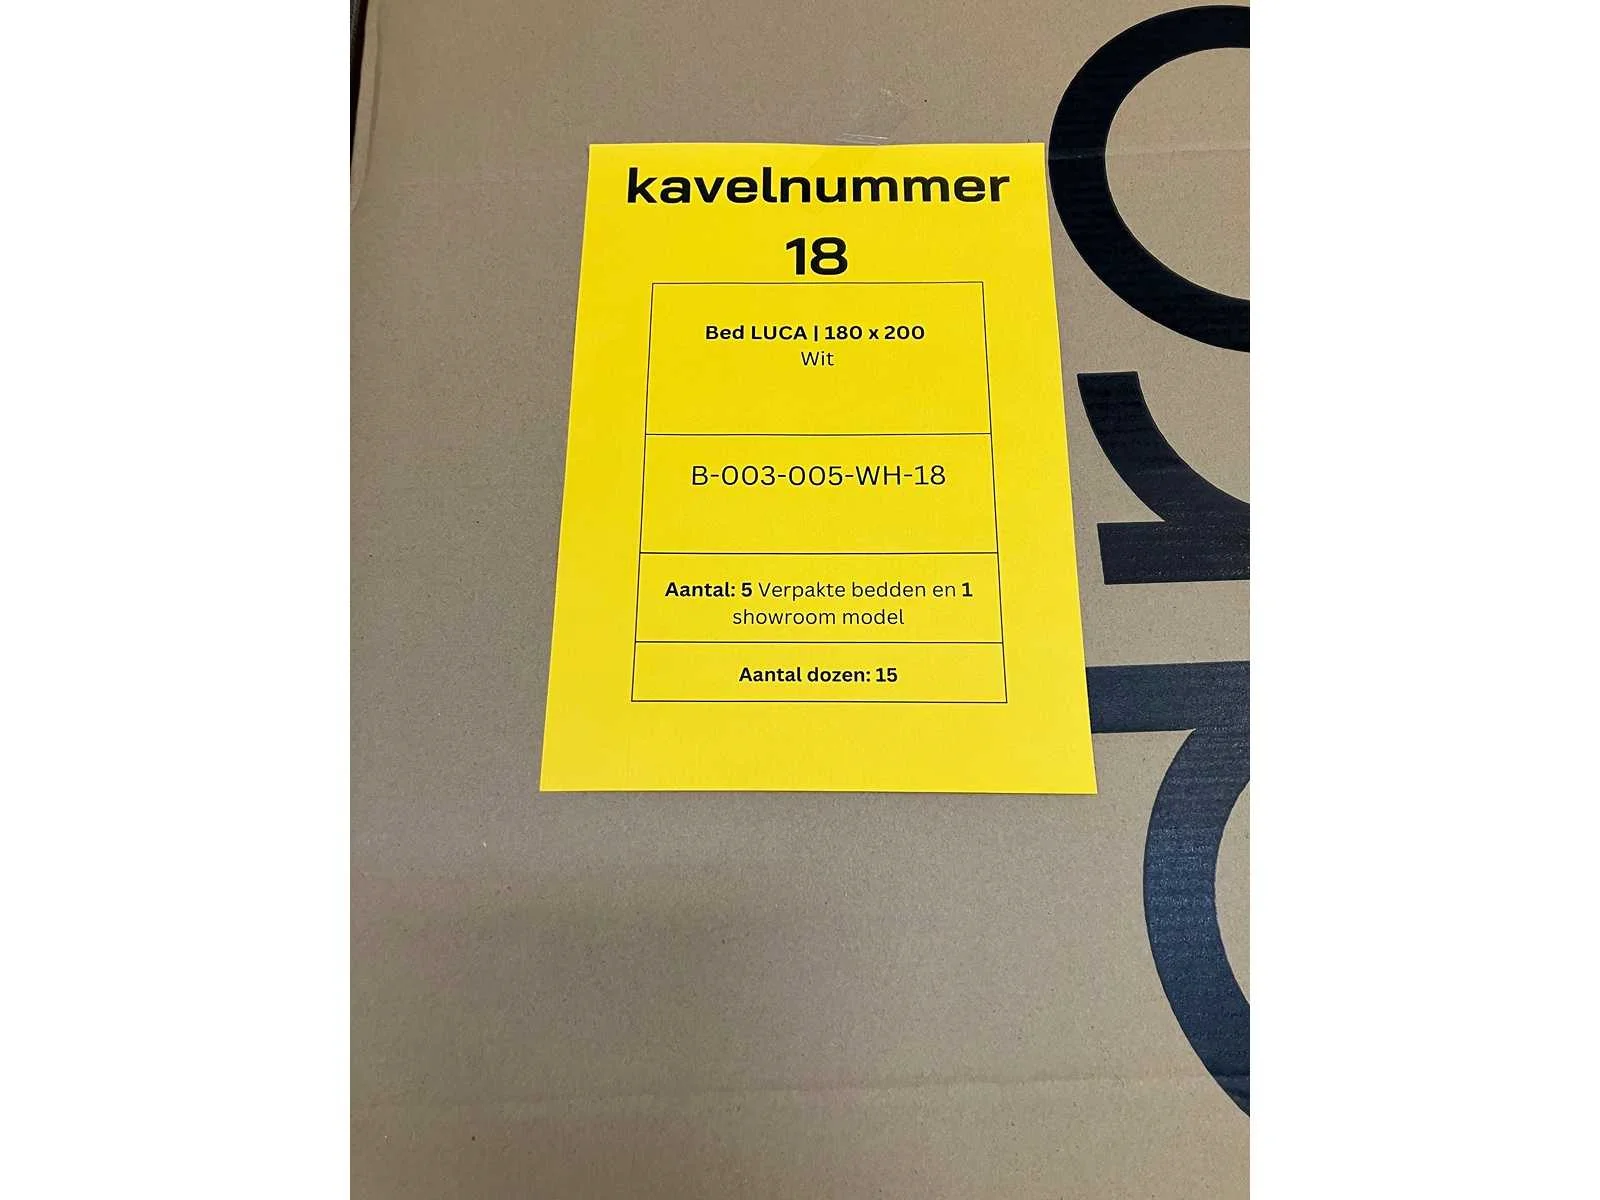 kavelnummer
18
Bed LUCA | 180 x 200
Wit
B-003-005-WH-18
Aantal: 5 Verpakte bedden en 1
showroom model
Aantal dozen: 15